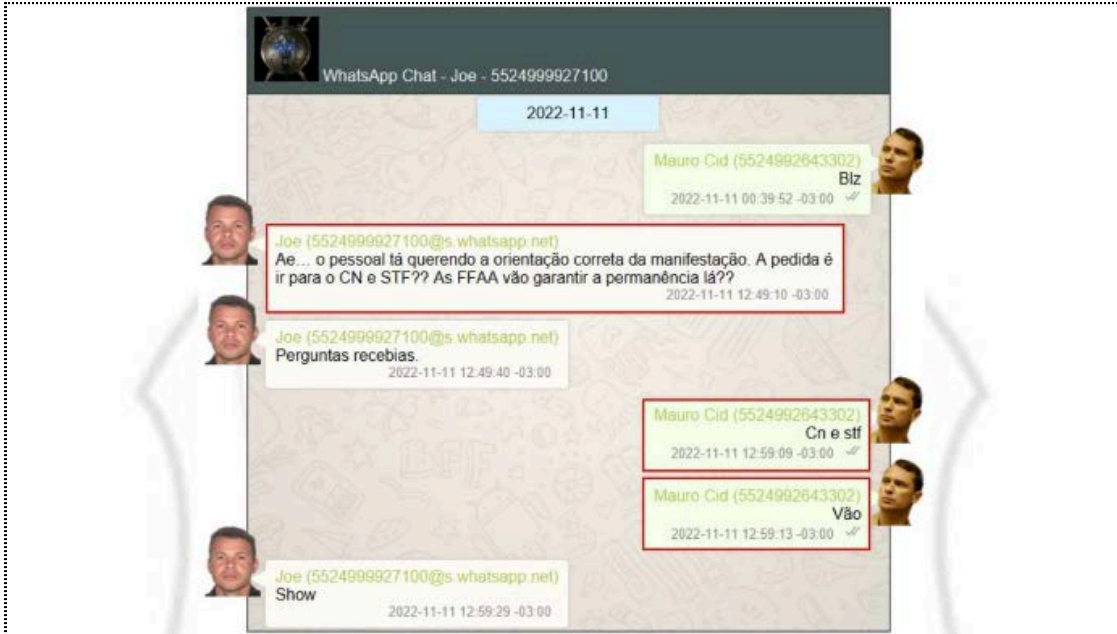 WhatsApp Chat - Joe - 5524999927100
2022-11-11
Mauro Cid (5524992643302)
Blz
2022-11-11 00:39:52 -03:00
Joe (5524999927100@s.whatsapp.net)
Ae... o pessoal tá querendo a orientação correta da manifestação. A pedida é
ir para o CN e STF?? As FFAA vão garantir a permanência lá??
2022-11-11 12:49:10 -03:00
Joe (5524999927100@s.whatsapp.net)
Perguntas recebias.
2022-11-11 12:49:40 -03:00
Mauro Cid (5524992643302)
Cn e stf
2022-11-11 12:59:09 -03:00
Mauro Cid (5524992643302)
Vão
2022-11-11 12:59:13 -03:00
Joe (5524999927100@s.whatsapp.net)
Show
2022-11-11 12:59:29 -03:00